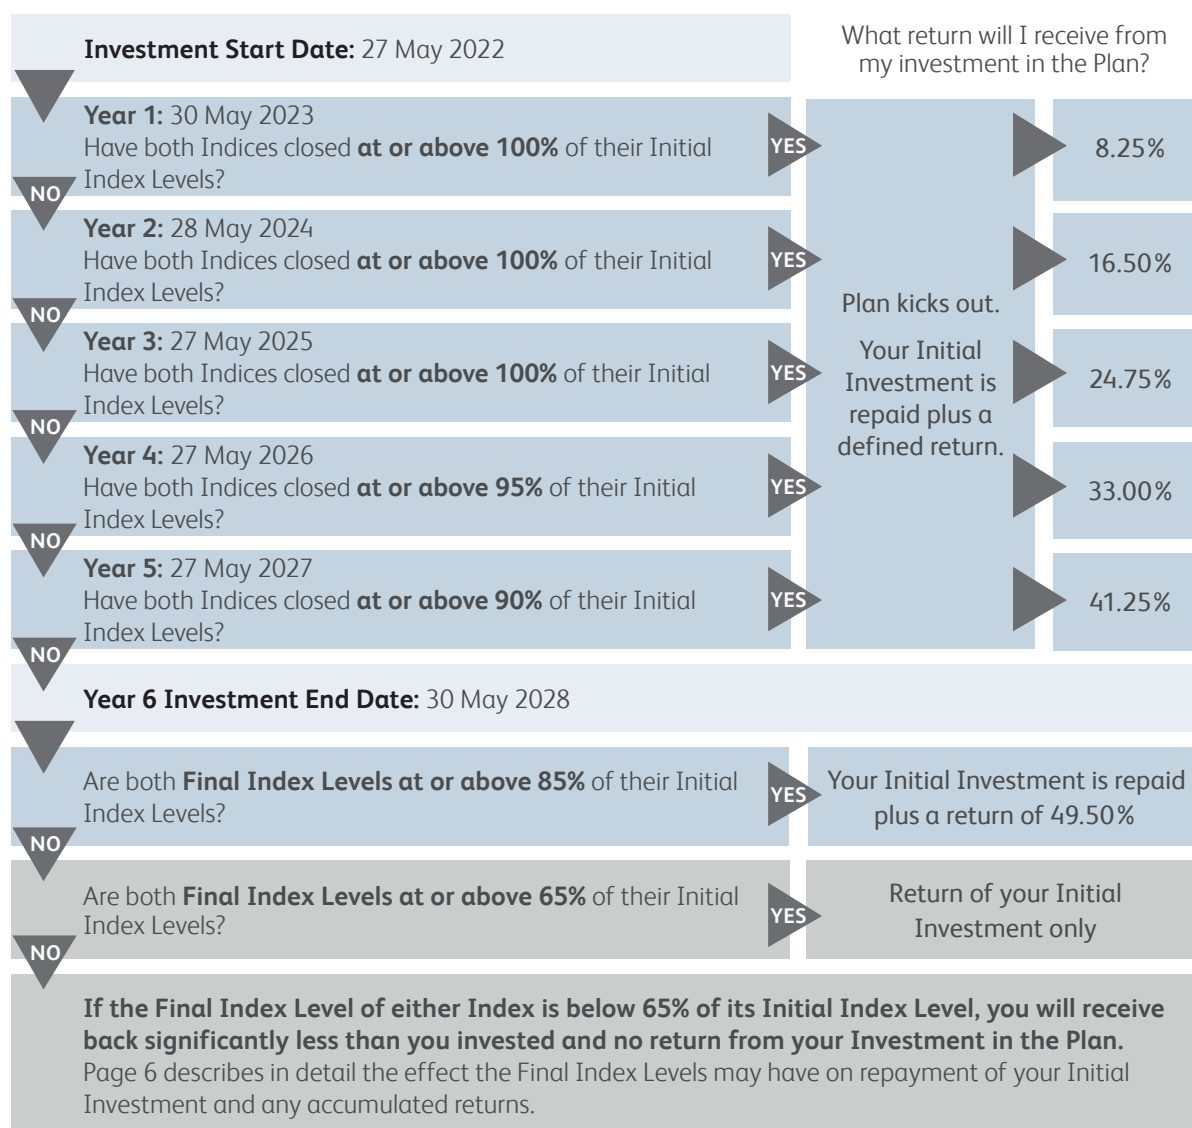 Investment Start Date: 27 May 2022
What return will I receive from
my investment in the Plan?
Year 1: 30 May 2023
Have both Indices closed at or above 100% of their Initial
Index Levels?
YES
8.25%
NO
Year 2: 28 May 2024
Have both Indices closed at or above 100% of their Initial
Index Levels?
YES
16.50%
NO
Plan kicks out.
Your Initial
Investment is
repaid plus a
defined return.
Year 3: 27 May 2025
Have both Indices closed at or above 100% of their Initial
Index Levels?
YES
24.75%
NO
Year 4: 27 May 2026
Have both Indices closed at or above 95% of their Initial
Index Levels?
YES
33.00%
NO
Year 5: 27 May 2027
Have both Indices closed at or above 90% of their Initial
Index Levels?
YES
41.25%
NO
Year 6 Investment End Date: 30 May 2028
Are both Final Index Levels at or above 85% of their Initial
Index Levels?
YES
Your Initial Investment is repaid
plus a return of 49.50%
NO
Are both Final Index Levels at or above 65% of their Initial
Index Levels?
YES
Return of your Initial
Investment only
NO
If the Final Index Level of either Index is below 65% of its Initial Index Level, you will receive
back significantly less than you invested and no return from your Investment in the Plan.
Page 6 describes in detail the effect the Final Index Levels may have on repayment of your Initial
Investment and any accumulated returns.